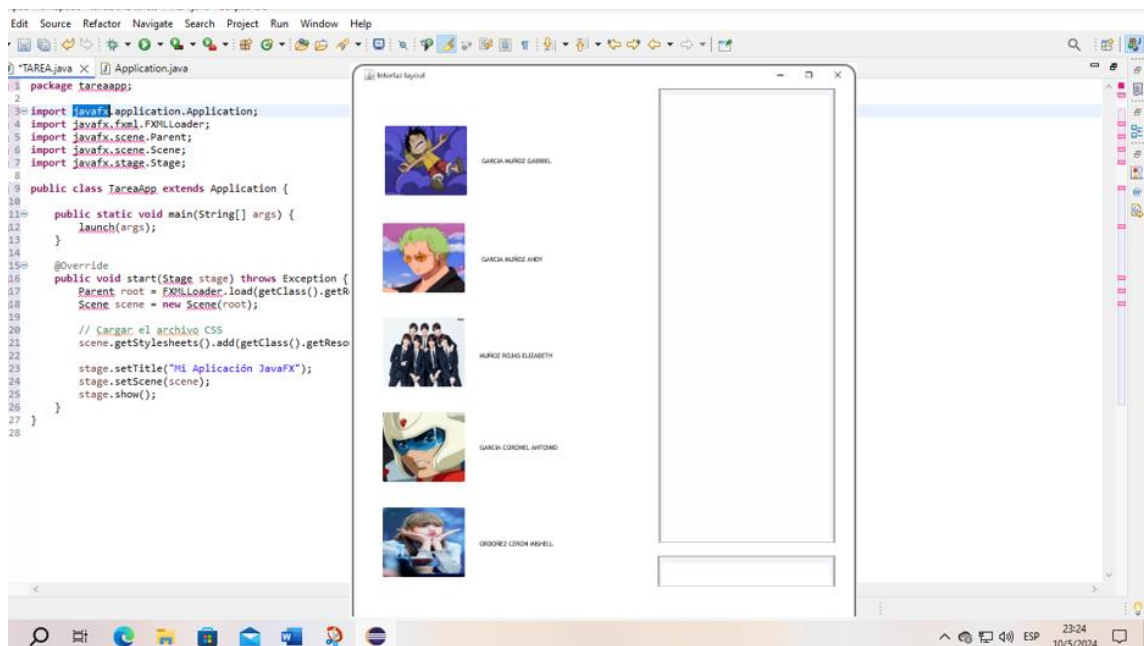 Edit Source Refactor Navigate Search Project Run Window Help
*TAREA.java Application.java
1 package tareaapp;
2
3 import javafx.application.Application;
4 import javafx.fxml.FXMLLoader;
5 import javafx.scene.Parent;
6 import javafx.scene.Scene;
7 import javafx.stage.Stage;
8
9 public class TareaApp extends Application {
10
11 public static void main(String[] args) {
12 launch(args);
13 }
14
15 @Override
16 public void start(Stage stage) throws Exception {
17 Parent root = FXMLLoader.load(getClass().getR
18 Scene scene = new Scene(root);
19
20 // Cargar el archivo CSS
21 scene.getStylesheets().add(getClass().getReso
22
23 stage.setTitle("Mi Aplicación JavaFX");
24 stage.setScene(scene);
25 stage.show();
26 }
27 }
28
Interfaz layout
GARCIA MUÑOZ GABRIEL
GARCIA MUÑOZ ANDY
MUÑOZ ROJAS ELIZABETH
GARCIA CORONEL ANTONIO
ORDOÑEZ CERON MISHELL
ESP
23:24
10/5/2024